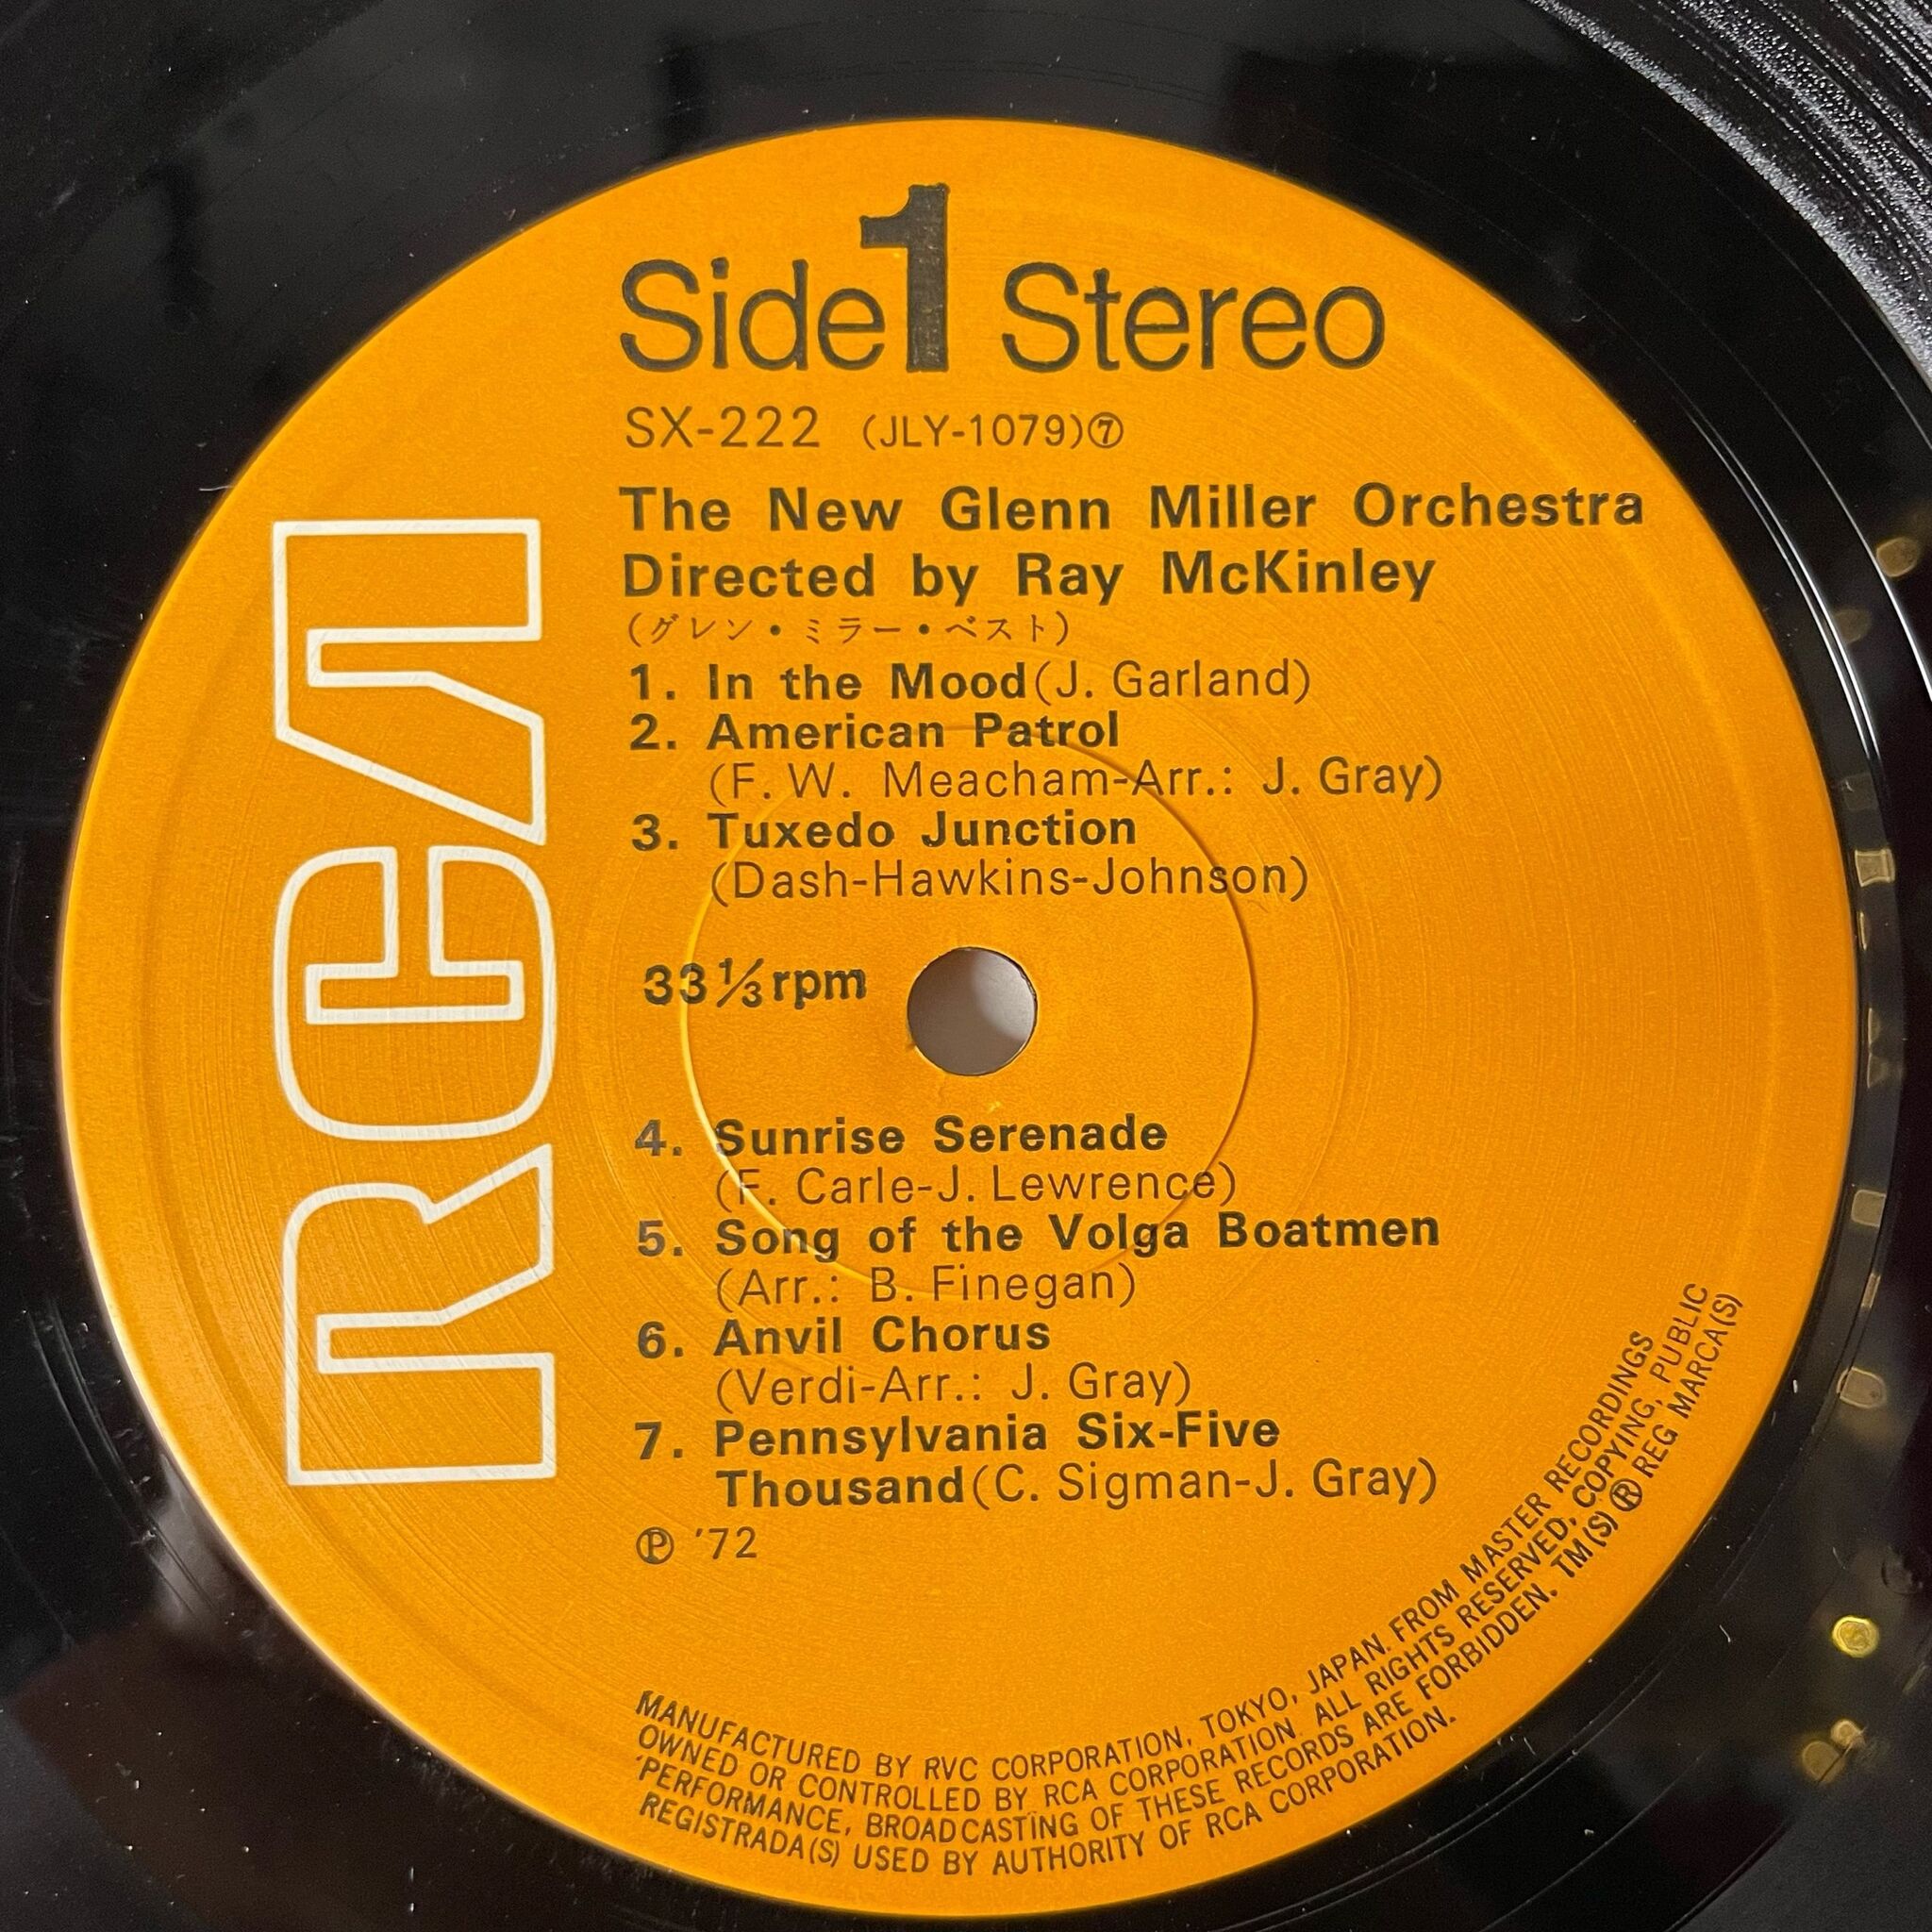 Side 1 Stereo
SX-222 (JLY-1079)⑦
The New Glenn Miller Orchestra
Directed by Ray McKinley
(グレン・ミラー・ベスト)
1. In the Mood(J. Garland)
2. American Patrol
(F. W. Meacham-Arr.: J. Gray)
3. Tuxedo Junction
(Dash-Hawkins-Johnson)
33⅓rpm
4. Sunrise Serenade
(F. Carle-J. Lewrence)
5. Song of the Volga Boatmen
(Arr.: B. Finegan)
6. Anvil Chorus
(Verdi-Arr.: J. Gray)
7. Pennsylvania Six-Five
Thousand(C. Sigman-J. Gray)
℗ '72
RCA
MANUFACTURED BY RVC CORPORATION, TOKYO, JAPAN. FROM MASTER RECORDINGS
OWNED OR CONTROLLED BY RCA CORPORATION. ALL RIGHTS RESERVED, COPYING, PUBLIC
'PERFORMANCE, BROADCASTING OF THESE RECORDS ARE FORBIDDEN. TM(S) ® REG MARCA(S)
REGISTRADA(S) USED BY AUTHORITY OF RCA CORPORATION.